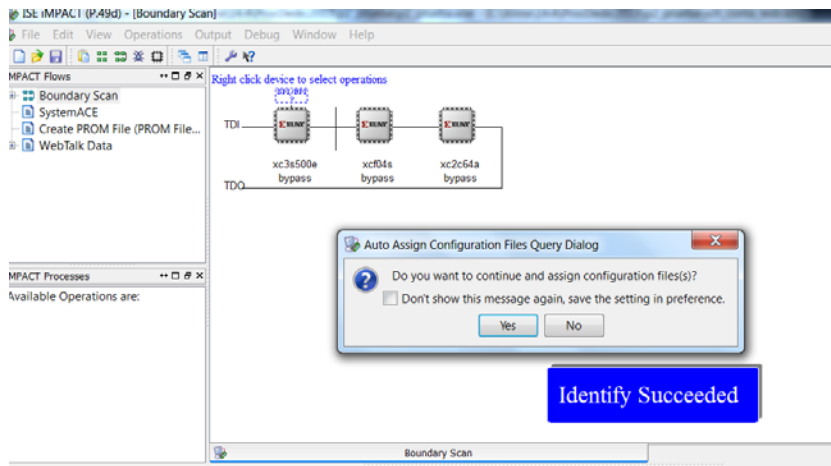 ISE iMPACT (P.49d) - [Boundary Scan]
File Edit View Operations Output Debug Window Help
MPACT Flows
Boundary Scan
SystemACE
Create PROM File (PROM File...
WebTalk Data
Right click device to select operations
TDI
XILINX XILINX XILINX
xc3s500e xcf04s xc2c64a
bypass bypass bypass
TDO
Auto Assign Configuration Files Query Dialog
Do you want to continue and assign configuration files(s)?
Don't show this message again, save the setting in preference.
Yes No
MPACT Processes
Available Operations are:
Identify Succeeded
Boundary Scan